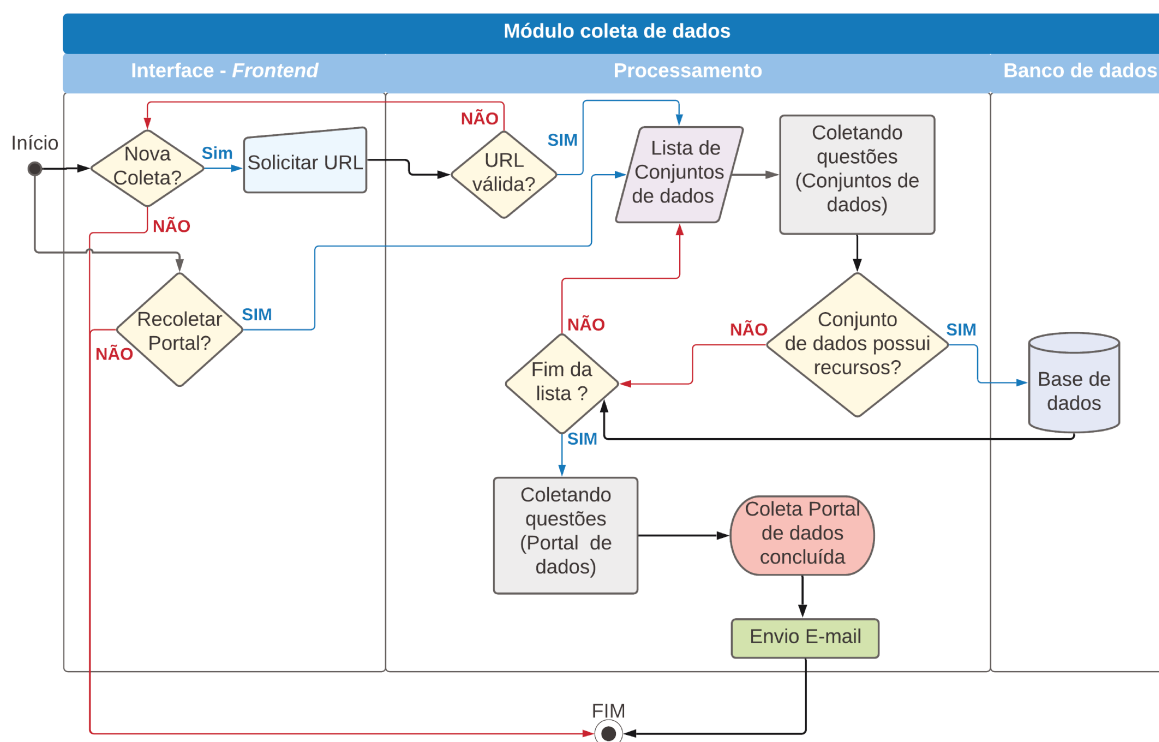 Módulo coleta de dados
Interface - Frontend
Processamento
Banco de dados
Início
Nova
Coleta?
Sim
Solicitar URL
NÃO
URL
válida?
SIM
Lista de
Conjuntos
de dados
Coletando
questões
(Conjuntos de
dados)
NÃO
Recoletar
Portal?
SIM
NÃO
NÃO
Fim da
lista ?
SIM
NÃO
Conjunto
de dados possui
recursos?
SIM
Base de
dados
Coletando
questões
(Portal de
dados)
Coleta Portal
de dados
concluída
Envio E-mail
FIM